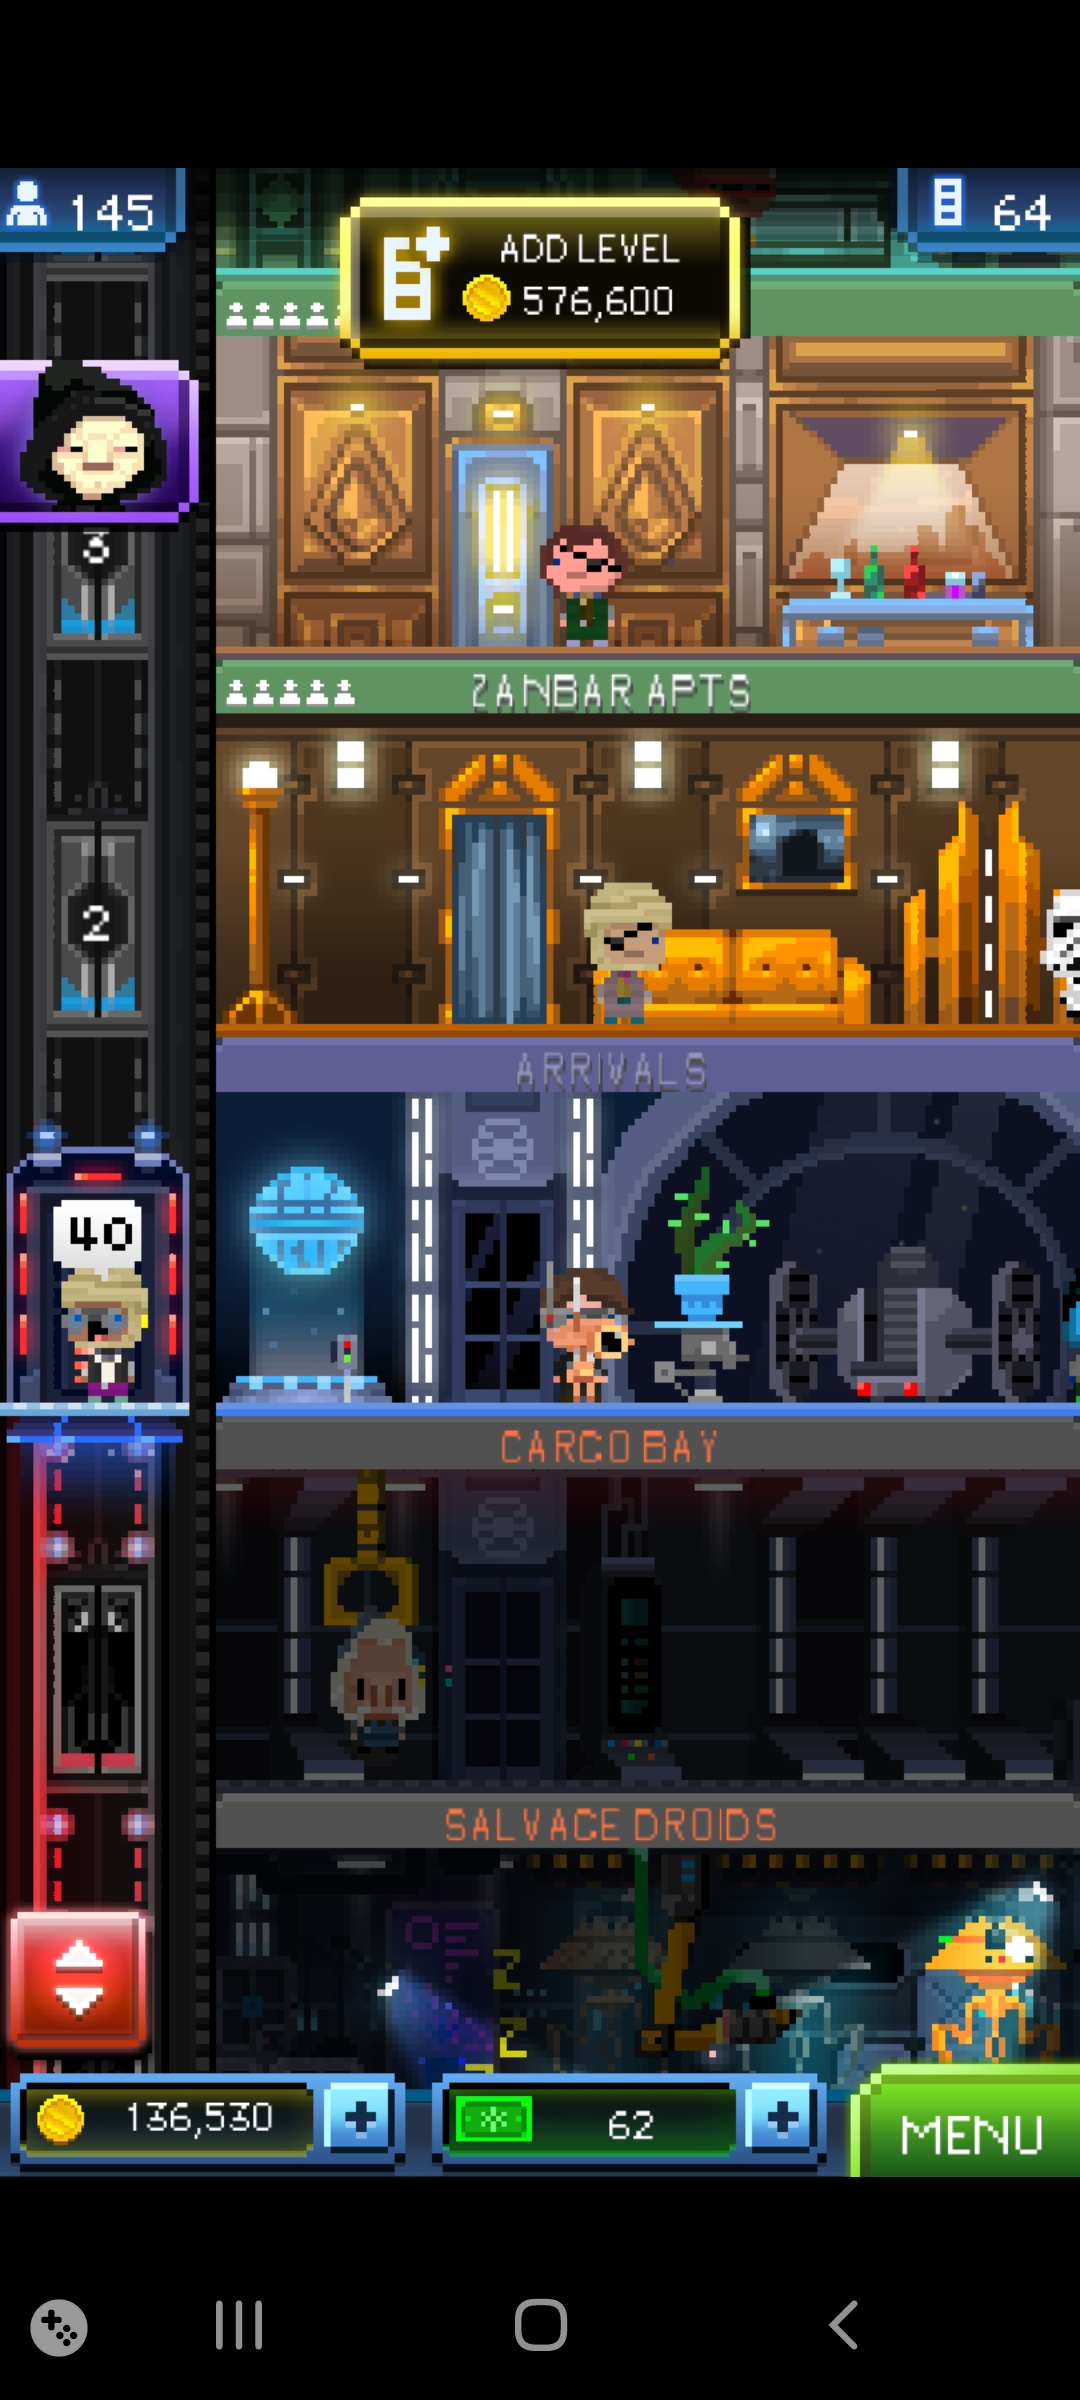 145
ADD LEVEL
576,600
64
3
ZANBAR APTS
2
ARRIVALS
40
CARGO BAY
SALVAGE DROIDS
Z
Z
136,530
+
62
+
MENU